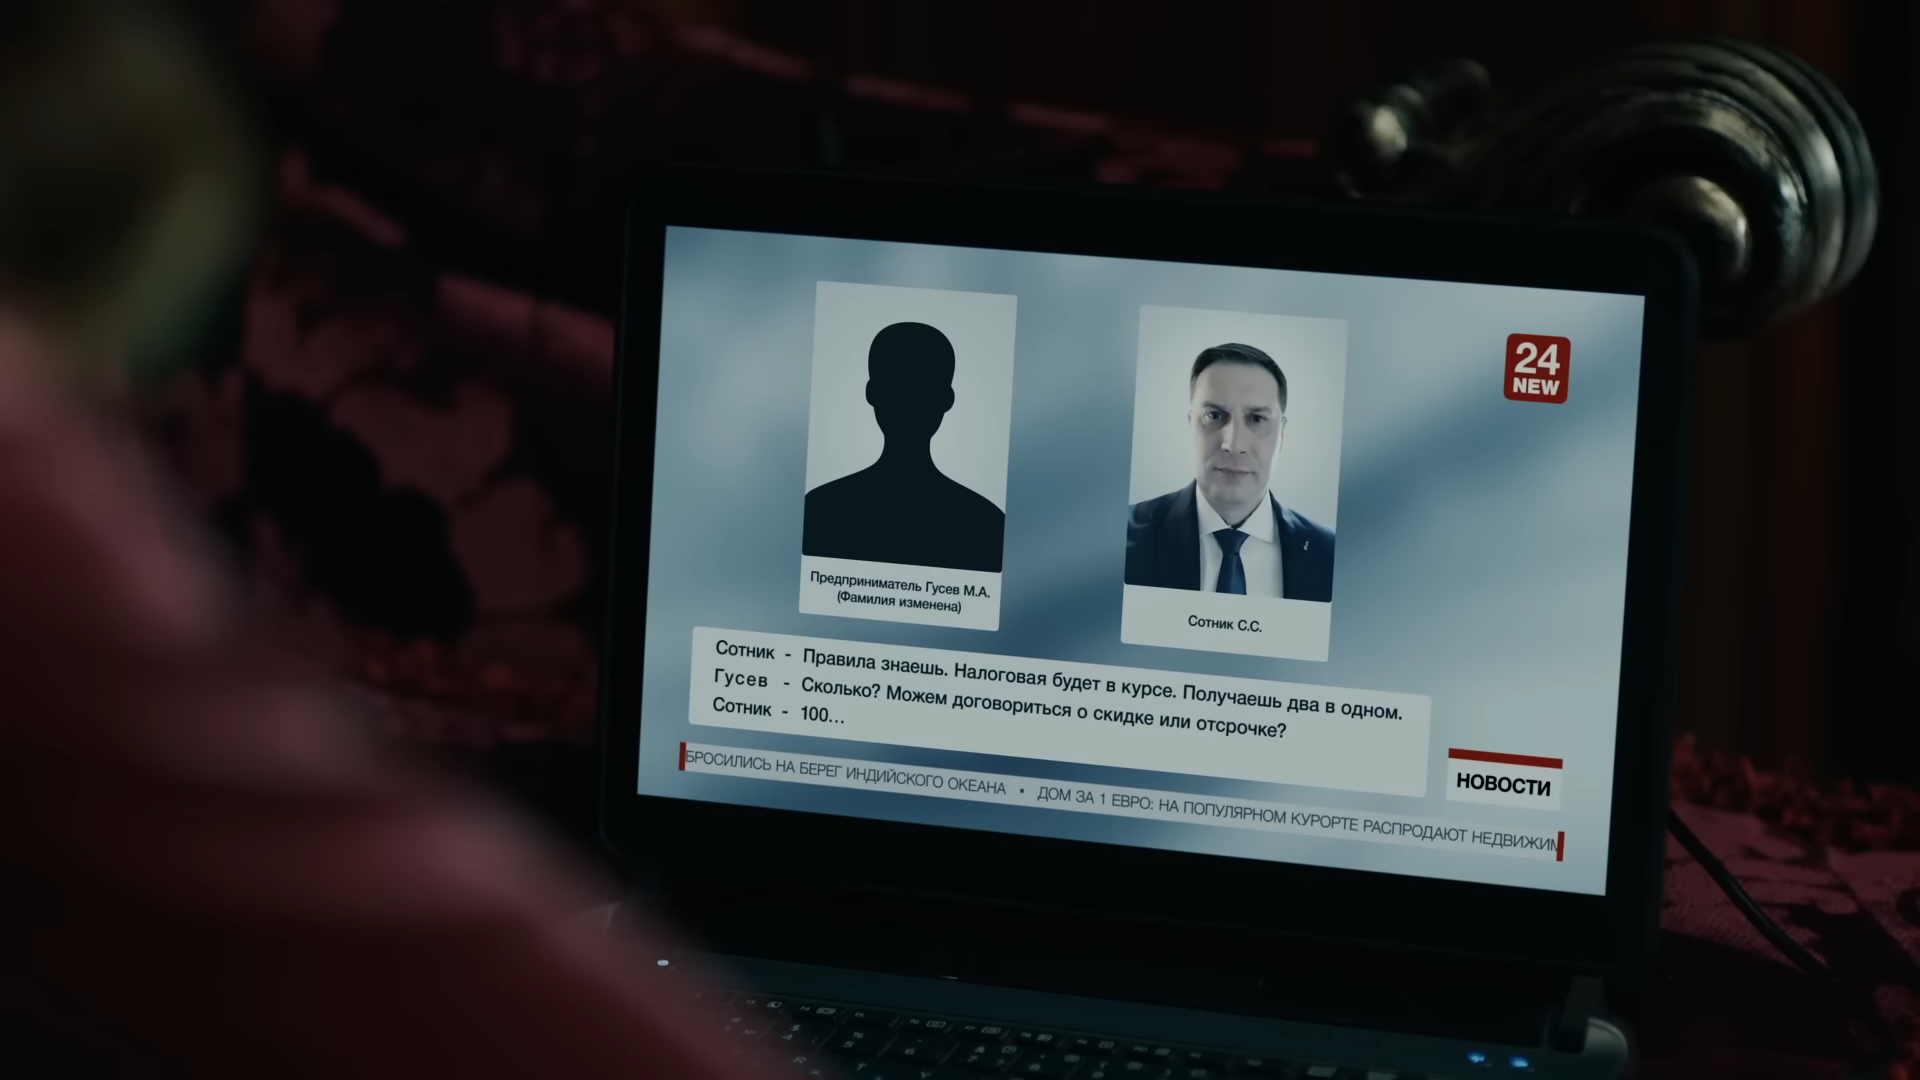 24
NEW
Предприниматель Гусев М.А.
(Фамилия изменена)
Сотник С.С.
Сотник - Правила знаешь. Налоговая будет в курсе. Получаешь два в одном.
Гусев - Сколько? Можем договориться о скидке или отсрочке?
Сотник - 100...
НОВОСТИ
БРОСИЛИСЬ НА БЕРЕГ ИНДИЙСКОГО ОКЕАНА • ДОМ ЗА 1 ЕВРО: НА ПОПУЛЯРНОМ КУРОРТЕ РАСПРОДАЮТ НЕДВИЖИМ